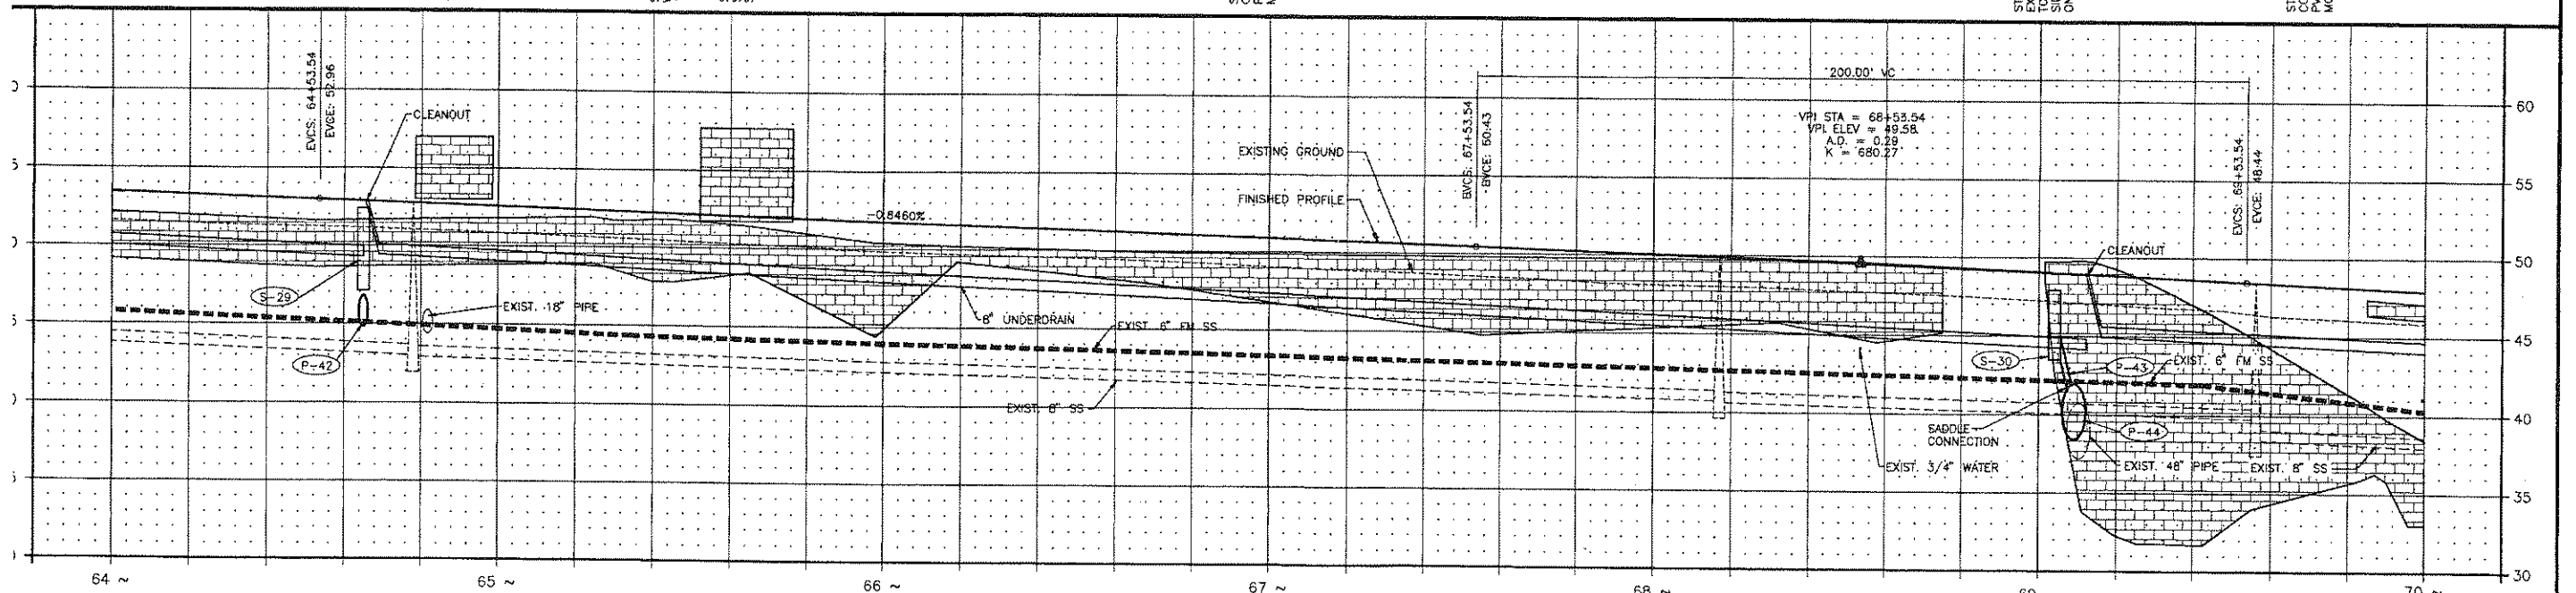 EVCS: 64+53.54
EVCE: 52.96
CLEANOUT
S-29
P-42
EXIST. 18" PIPE
-0.8460%
8" UNDERDRAIN
EXIST. 6" FM SS
EXIST. 8" SS
EXISTING GROUND
FINISHED PROFILE
BVCS: 67+53.54
BVCE: 50.43
200.00' VC
VPI STA = 68+53.54
VPI ELEV = 49.58
A.D. = 0.29
K = 680.27
EXIST. 3/4" WATER
SADDLE
CONNECTION
S-30
P-43
P-44
EXIST. 48" PIPE
EXIST. 8" SS
CLEANOUT
EXIST. 6" FM SS
EVCS: 69+53.54
EVCE: 48.44
60
55
50
45
40
35
30
64 ~
65 ~
66 ~
67 ~
68 ~
70 ~